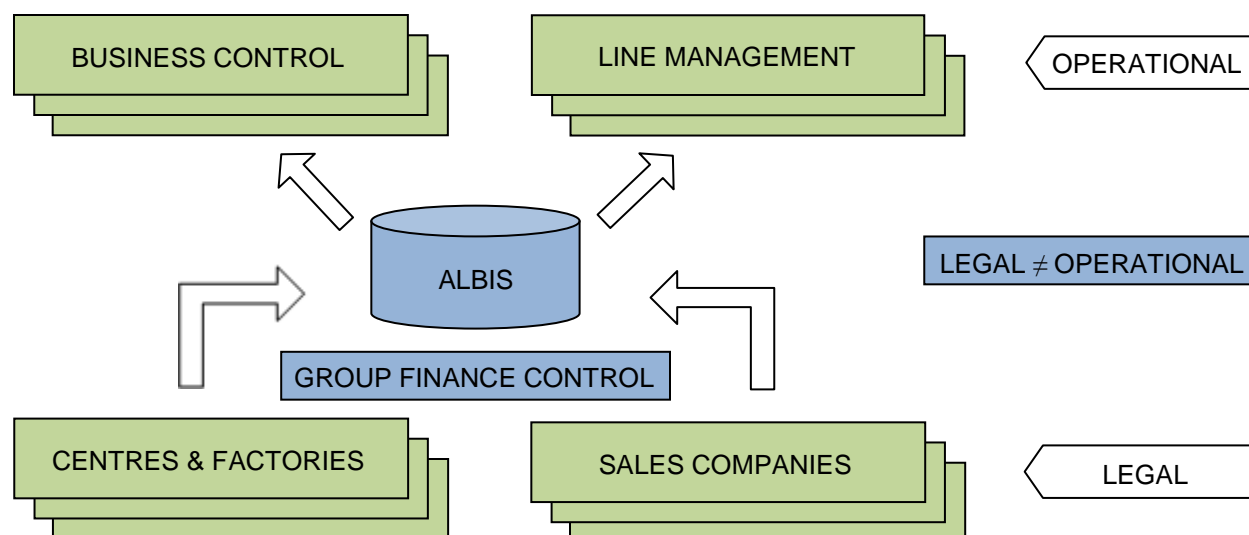 BUSINESS CONTROL
LINE MANAGEMENT
OPERATIONAL
ALBIS
LEGAL ≠ OPERATIONAL
GROUP FINANCE CONTROL
CENTRES & FACTORIES
SALES COMPANIES
LEGAL